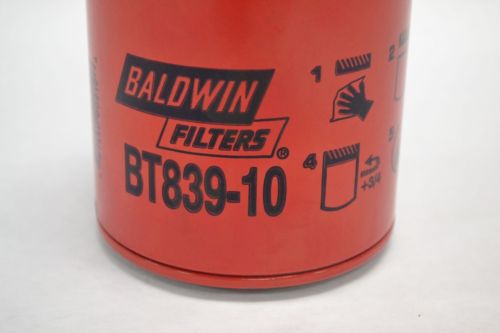 BALDWIN
FILTERS
®
BT839-10
1
2
4
+3/4